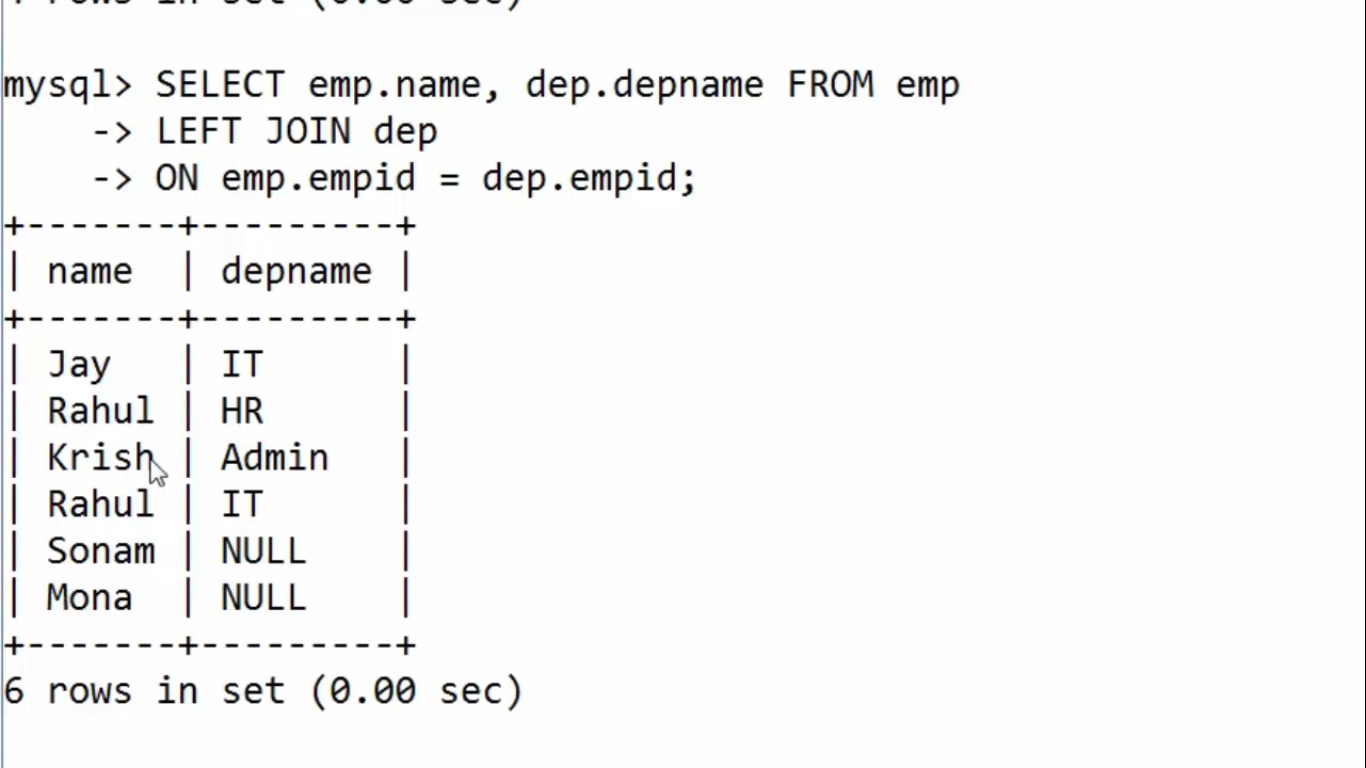 rows in set (0.00 sec)
mysql> SELECT emp.name, dep.depname FROM emp
    -> LEFT JOIN dep
    -> ON emp.empid = dep.empid;
+-------+---------+
| name  | depname |
+-------+---------+
| Jay   | IT      |
| Rahul | HR      |
| Krish | Admin   |
| Rahul | IT      |
| Sonam | NULL    |
| Mona  | NULL    |
+-------+---------+
6 rows in set (0.00 sec)